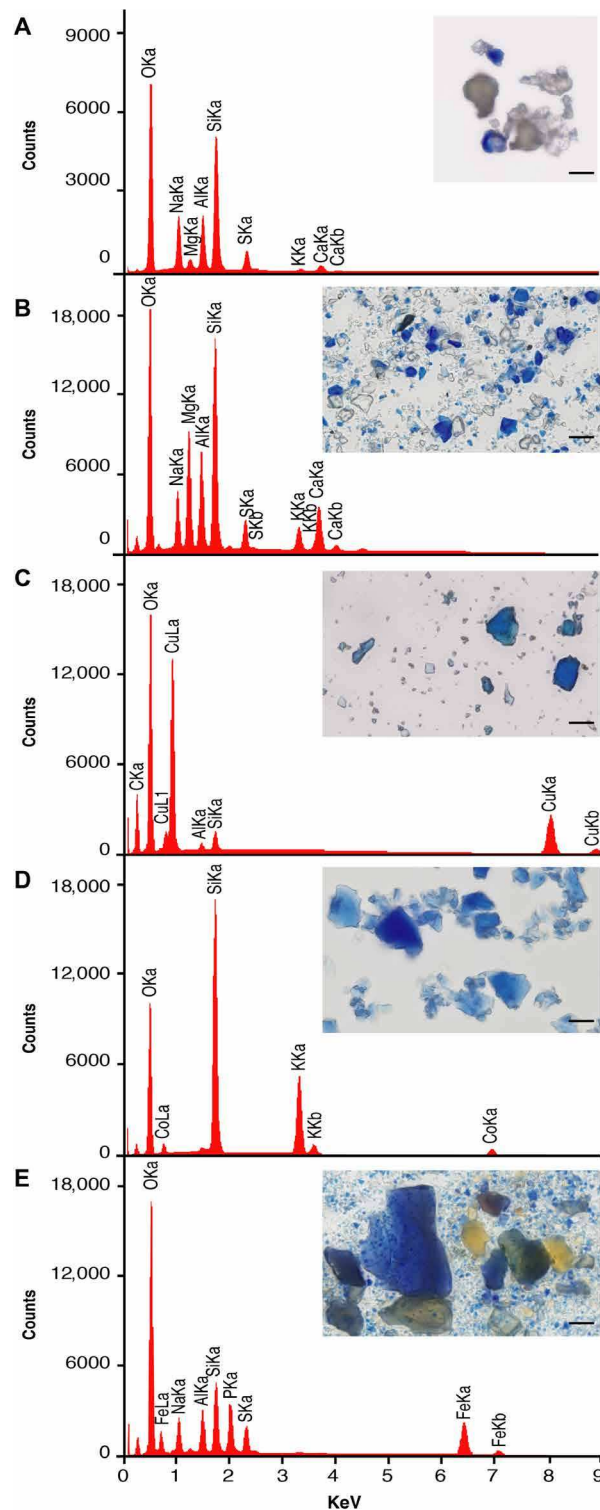 A
9000
6000
3000
0
Counts
OKa
NaKa
MgKa
AlKa
SiKa
SKa
KKa
CaKa
CaKb
B
18,000
12,000
6000
0
Counts
OKa
NaKa
MgKa
AlKa
SiKa
SKa
SKb
KKa
KKb
CaKa
CaKb
C
18,000
12,000
6000
0
Counts
CKa
OKa
CuL1
CuLa
AlKa
SiKa
CuKa
CuKb
D
18,000
12,000
6000
0
Counts
OKa
CoLa
SiKa
KKa
KKb
CoKa
E
18,000
12,000
6000
0
Counts
OKa
FeLa
NaKa
AlKa
SiKa
PKa
SKa
FeKa
FeKb
0 1 2 3 4 5 6 7 8 9
KeV